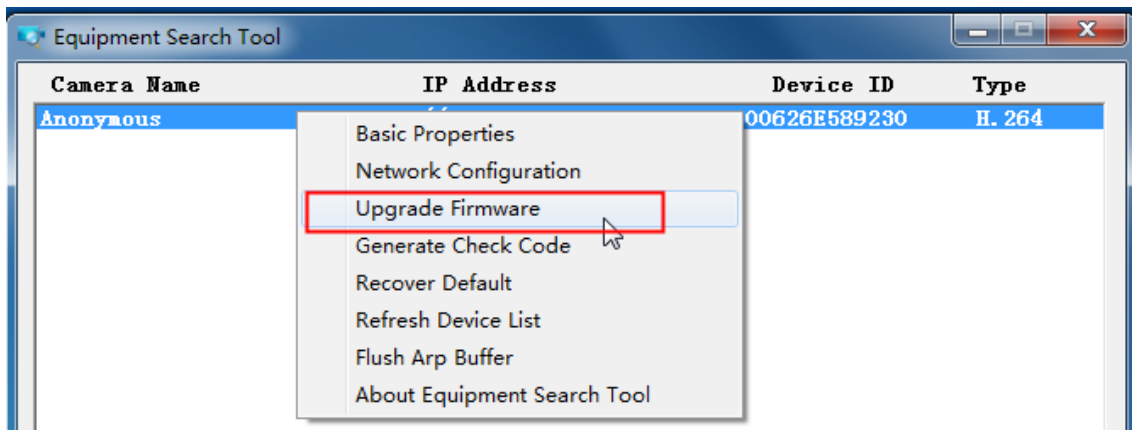 Equipment Search Tool
Camera Name IP Address Device ID Type
Anonymous 00626E589230 H.264
Basic Properties
Network Configuration
Upgrade Firmware
Generate Check Code
Recover Default
Refresh Device List
Flush Arp Buffer
About Equipment Search Tool